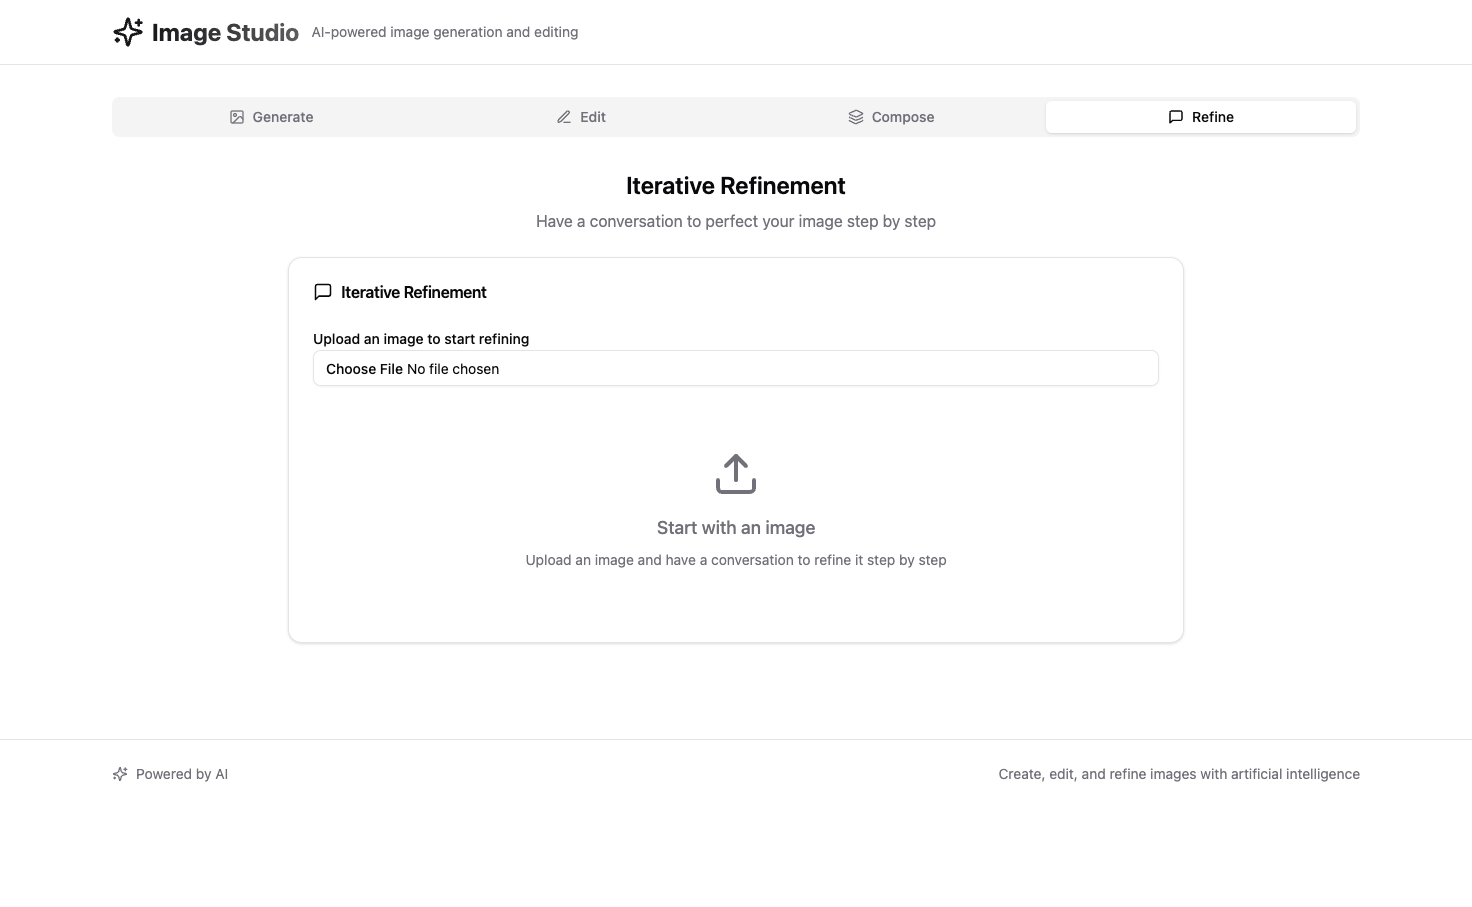 Image Studio AI-powered image generation and editing
Generate Edit Compose Refine
Iterative Refinement
Have a conversation to perfect your image step by step
Iterative Refinement
Upload an image to start refining
Choose File No file chosen
Start with an image
Upload an image and have a conversation to refine it step by step
Powered by AI
Create, edit, and refine images with artificial intelligence